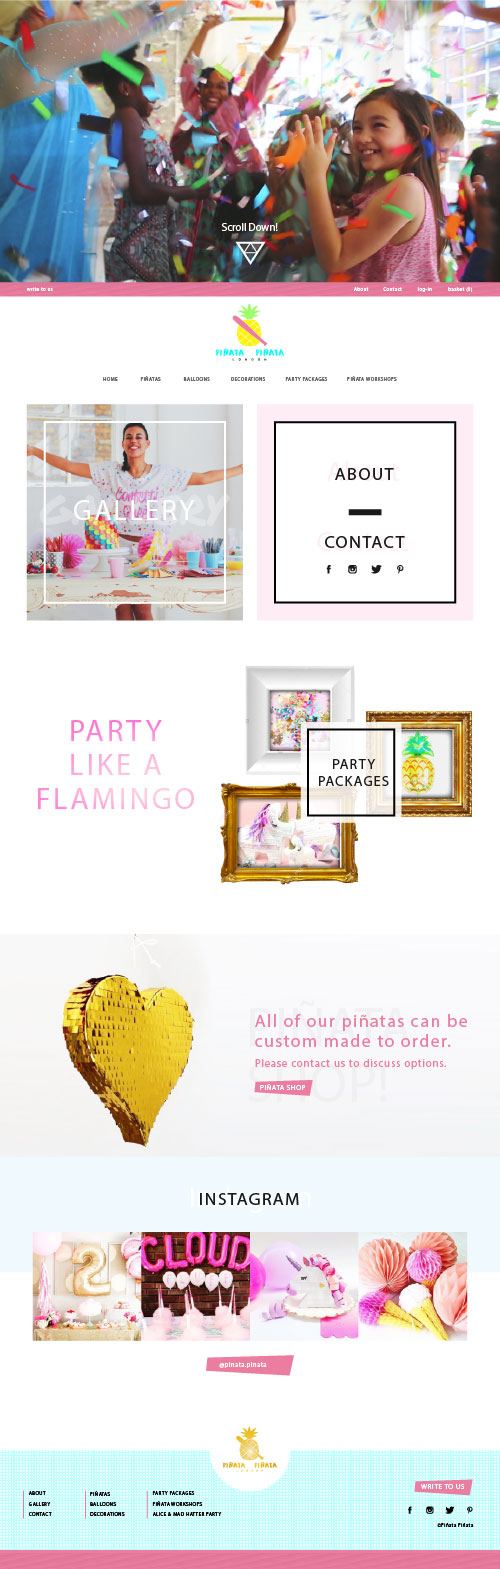 Scroll Down!
write to us
About Contact log-in basket (0)
PIÑATA PIÑATA
LONDON
HOME PIÑATAS BALLOONS DECORATIONS PARTY PACKAGES PIÑATA WORKSHOPS
GALLERY
ABOUT
CONTACT
PARTY
LIKE A
FLAMINGO
PARTY
PACKAGES
PIÑATA
SHOP!
All of our piñatas can be
custom made to order.
Please contact us to discuss options.
PIÑATA SHOP
INSTAGRAM
12
CLOUD
@pinata.pinata
PIÑATA PIÑATA
ABOUT
GALLERY
CONTACT
PIÑATAS
BALLOONS
DECORATIONS
PARTY PACKAGES
PIÑATA WORKSHOPS
ALICE & MAD HATTER PARTY
WRITE TO US
©Piñata Piñata